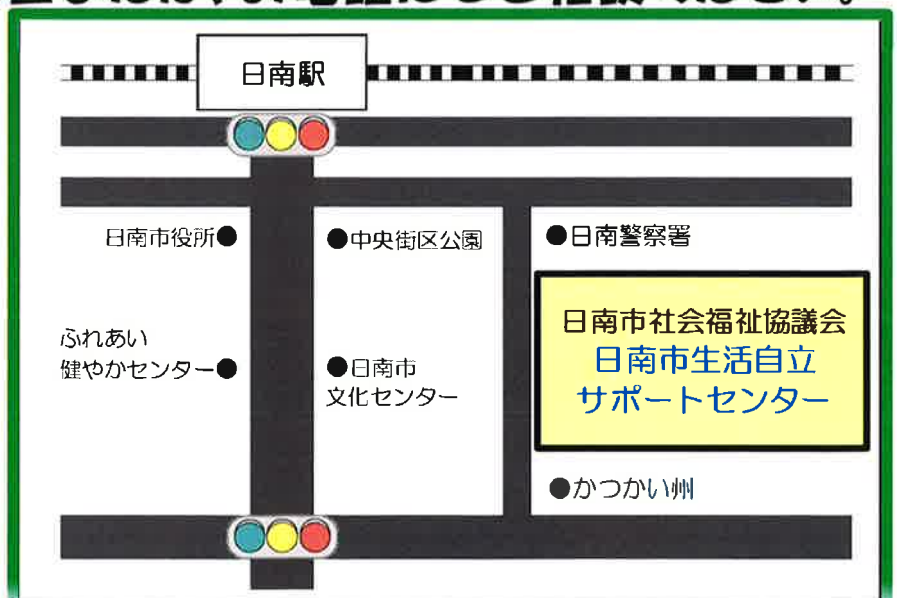 日南駅
日南市役所●
●中央街区公園
●日南警察署
日南市社会福祉協議会
日南市生活自立
サポートセンター
ふれあい
健やかセンター●
●日南市
文化センター
●かつかい州